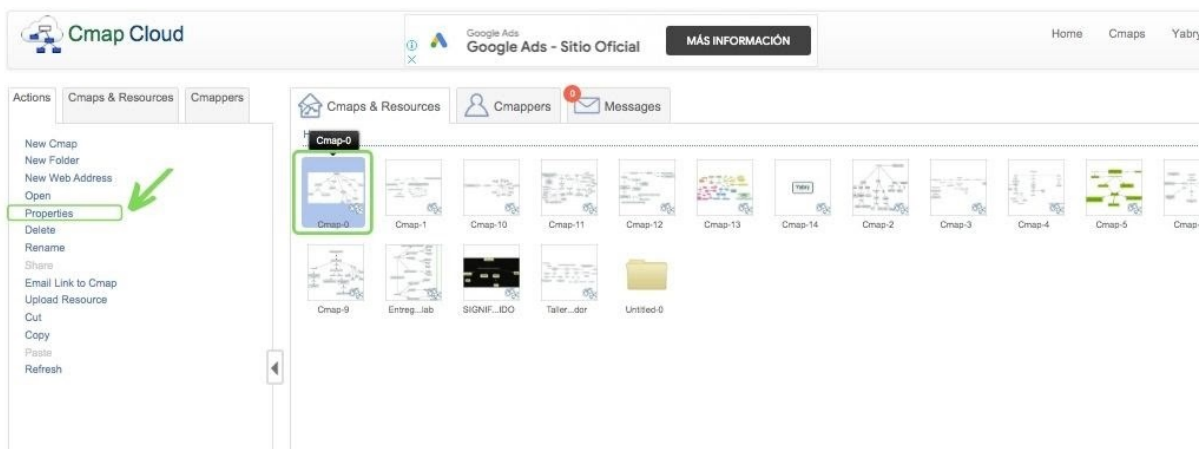 Cmap Cloud
Google Ads
Google Ads - Sitio Oficial
MÁS INFORMACIÓN
Home Cmaps Yabry
Actions Cmaps & Resources Cmappers
New Cmap
New Folder
New Web Address
Open
Properties
Delete
Rename
Share
Email Link to Cmap
Upload Resource
Cut
Copy
Paste
Refresh
Cmaps & Resources Cmappers 0 Messages
Cmap-0
Yabry
Cmap-0 Cmap-1 Cmap-10 Cmap-11 Cmap-12 Cmap-13 Cmap-14 Cmap-2 Cmap-3 Cmap-4 Cmap-5 Cmap-
Cmap-9 Entreg...lab SIGNIF...IDO Taller...dor Untitled-0